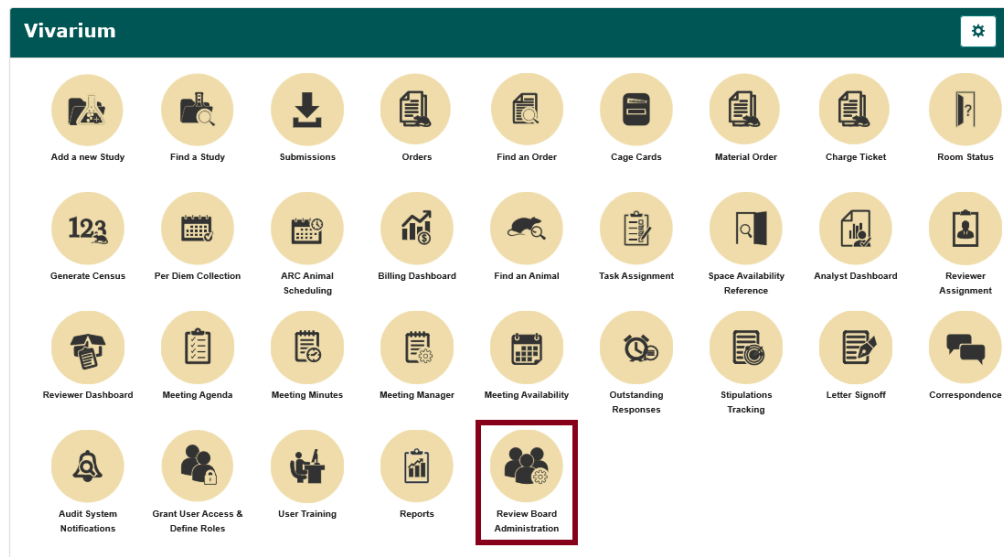 Vivarium
Add a new Study
Find a Study
Submissions
Orders
Find an Order
Cage Cards
Material Order
Charge Ticket
?
Room Status
123
Generate Census
Per Diem Collection
ARC Animal
Scheduling
$
Billing Dashboard
Find an Animal
Task Assignment
Space Availability
Reference
Analyst Dashboard
Reviewer
Assignment
Reviewer Dashboard
Meeting Agenda
Meeting Minutes
Meeting Manager
Meeting Availability
Outstanding
Responses
Stipulations
Tracking
Letter Signoff
Correspondence
Audit System
Notifications
Grant User Access &
Define Roles
User Training
Reports
Review Board
Administration